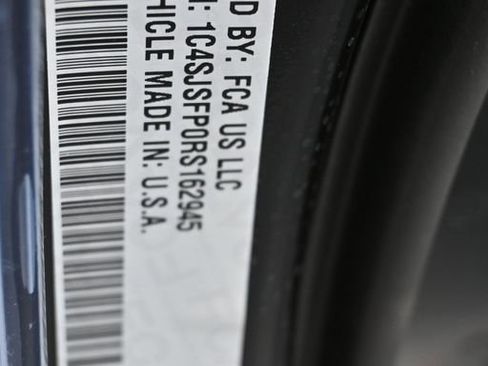 D BY: FCA US LLC
: 1C4SJSFP0RS162945
HICLE MADE IN: U.S.A.